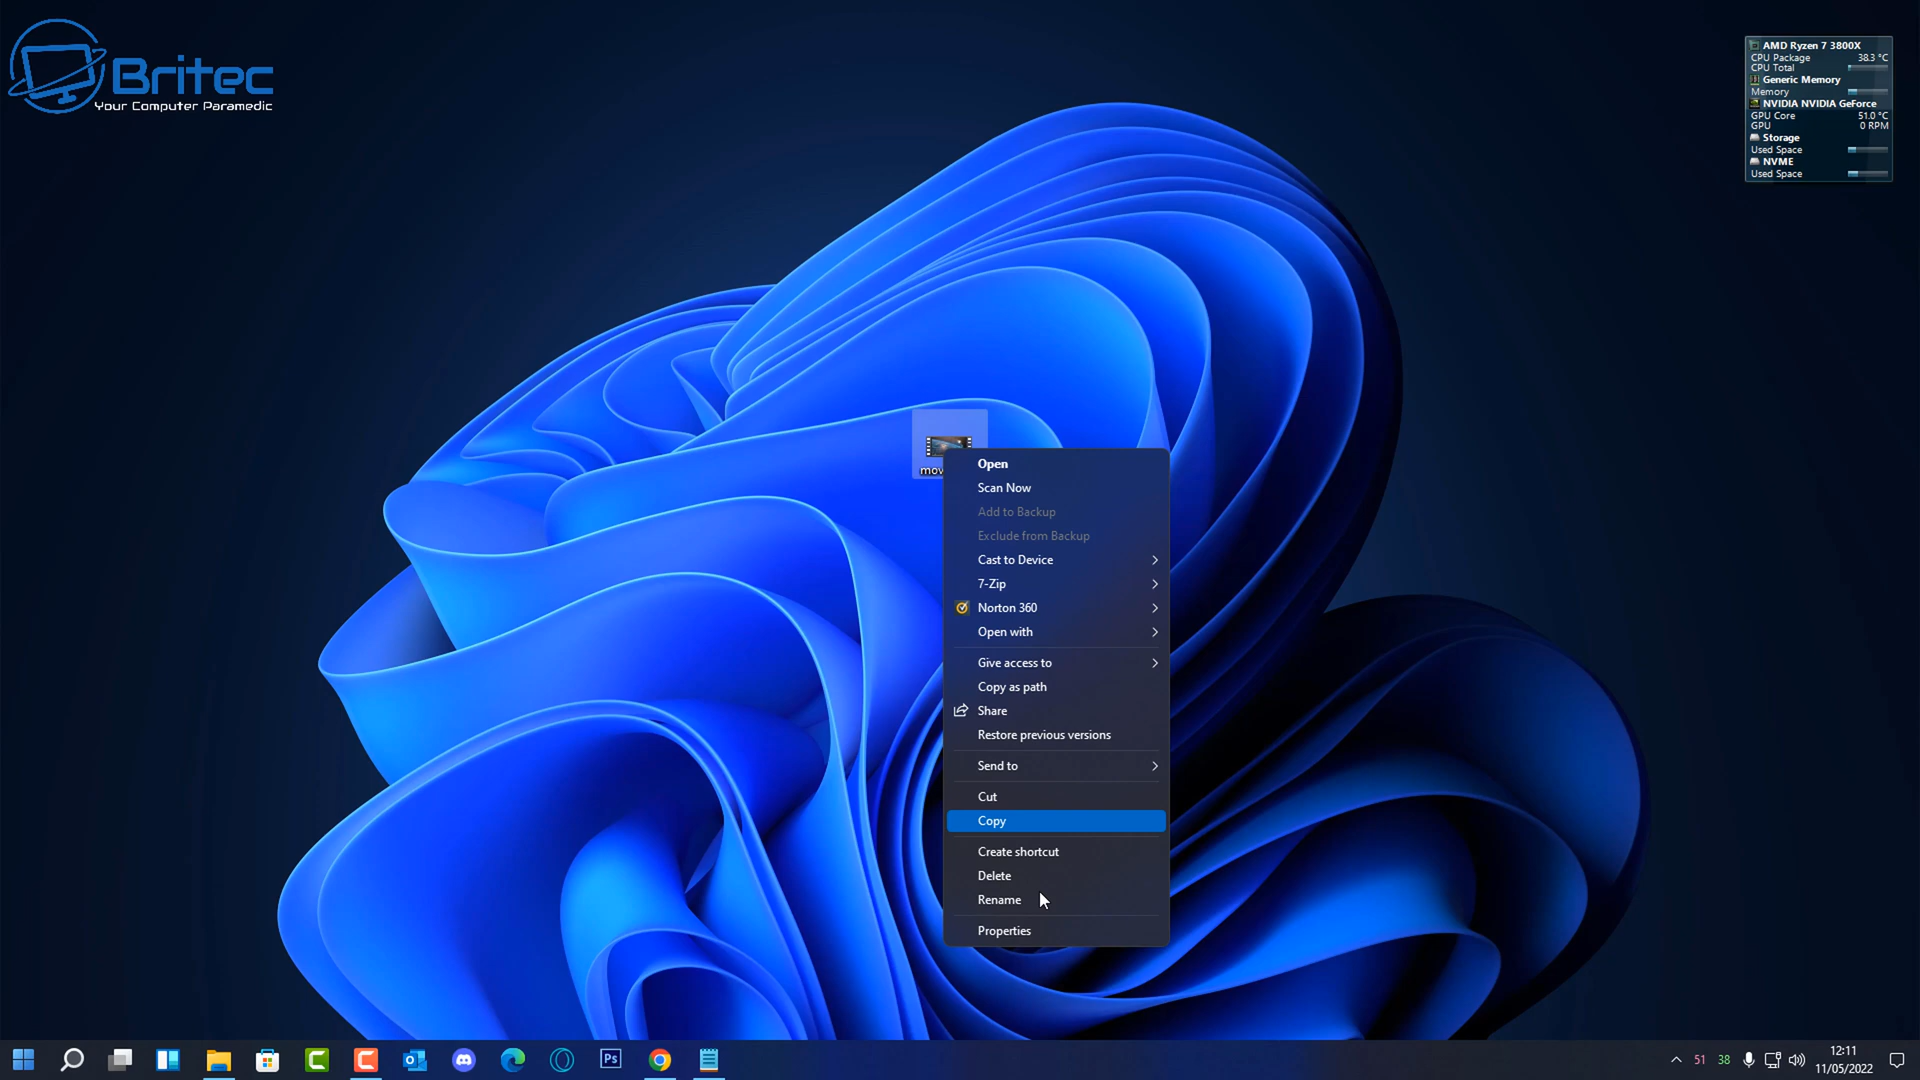 Britec
Your Computer Paramedic
AMD Ryzen 7 3800X
CPU Package 38.3 °C
CPU Total
Generic Memory
Memory
NVIDIA NVIDIA GeForce
GPU Core 51.0 °C
GPU 0 RPM
Storage
Used Space
NVME
Used Space
Open
Scan Now
Add to Backup
Exclude from Backup
Cast to Device
7-Zip
Norton 360
Open with
Give access to
Copy as path
Share
Restore previous versions
Send to
Cut
Copy
Create shortcut
Delete
Rename
Properties
Ps
51 38
12:11
11/05/2022